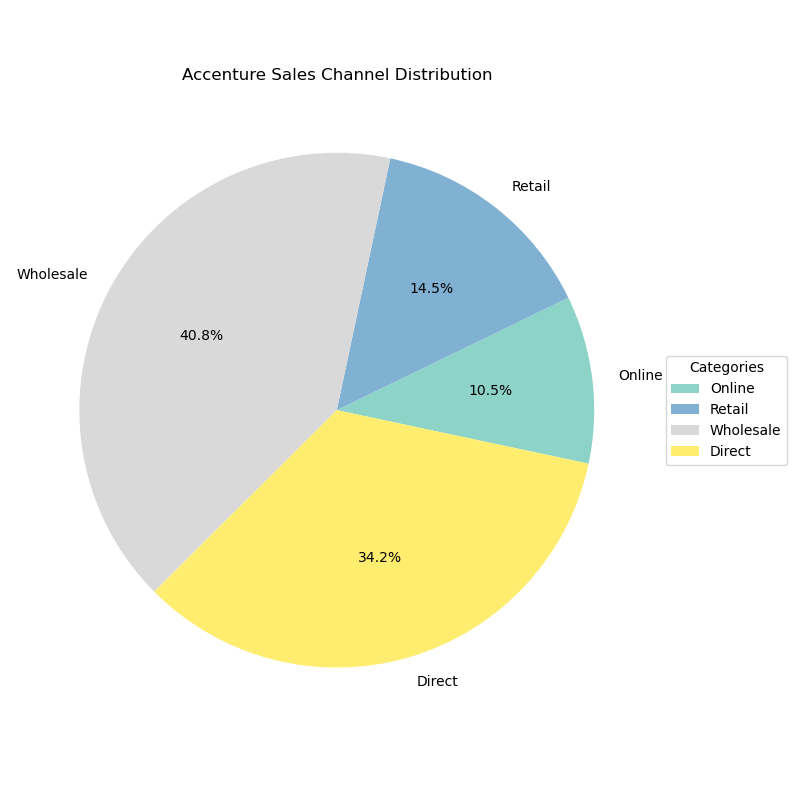 Accenture Sales Channel Distribution
Retail
Wholesale
14.5%
40.8%
Online
10.5%
34.2%
Direct
Categories
Online
Retail
Wholesale
Direct